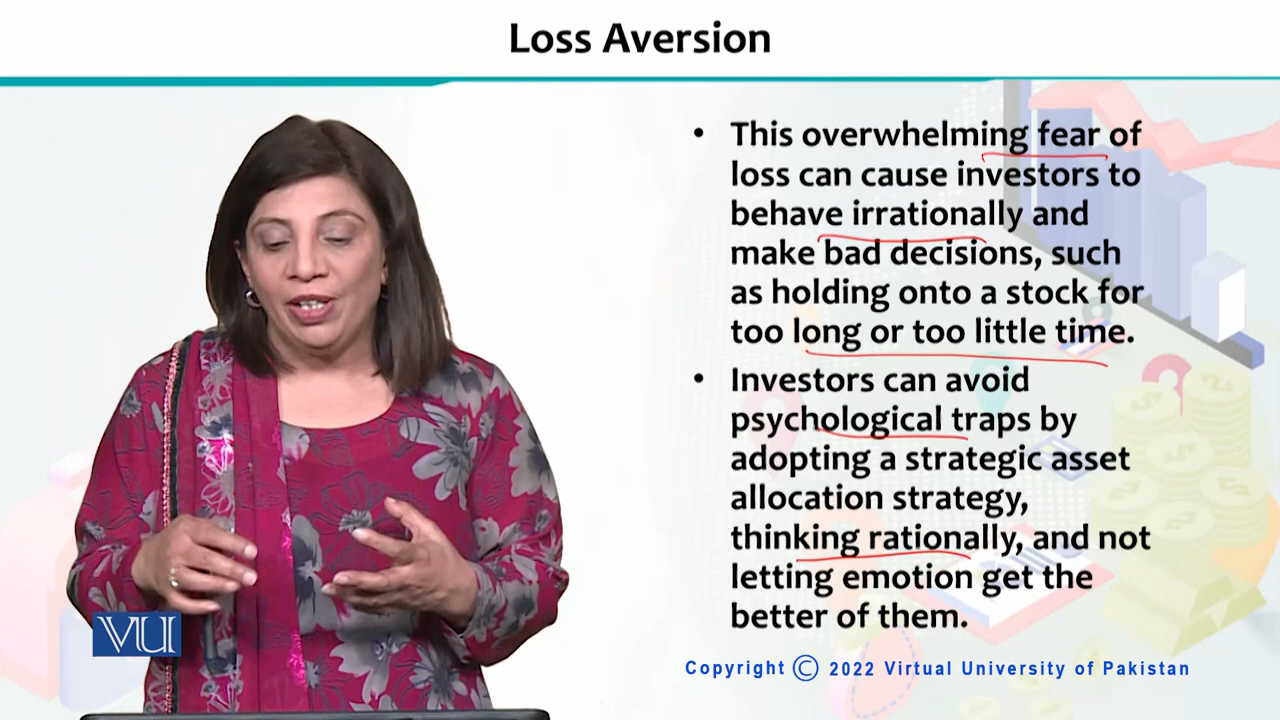 Loss Aversion
• This overwhelming fear of
loss can cause investors to
behave irrationally and
make bad decisions, such
as holding onto a stock for
too long or too little time.
• Investors can avoid
psychological traps by
adopting a strategic asset
allocation strategy,
thinking rationally, and not
letting emotion get the
better of them.
VU
Copyright © 2022 Virtual University of Pakistan